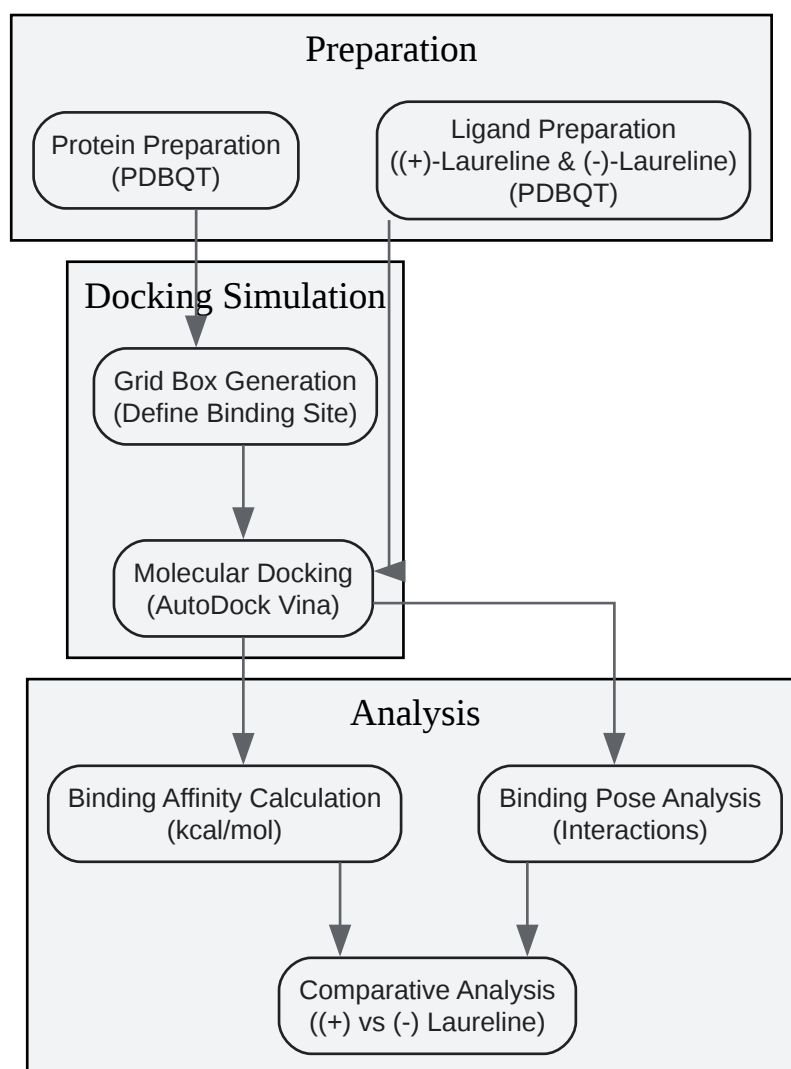 Preparation
Protein Preparation
(PDBQT)
Ligand Preparation
((+)-Laureline & (-)-Laureline)
(PDBQT)
Docking Simulation
Grid Box Generation
(Define Binding Site)
Molecular Docking
(AutoDock Vina)
Analysis
Binding Affinity Calculation
(kcal/mol)
Binding Pose Analysis
(Interactions)
Comparative Analysis
((+) vs (-) Laureline)